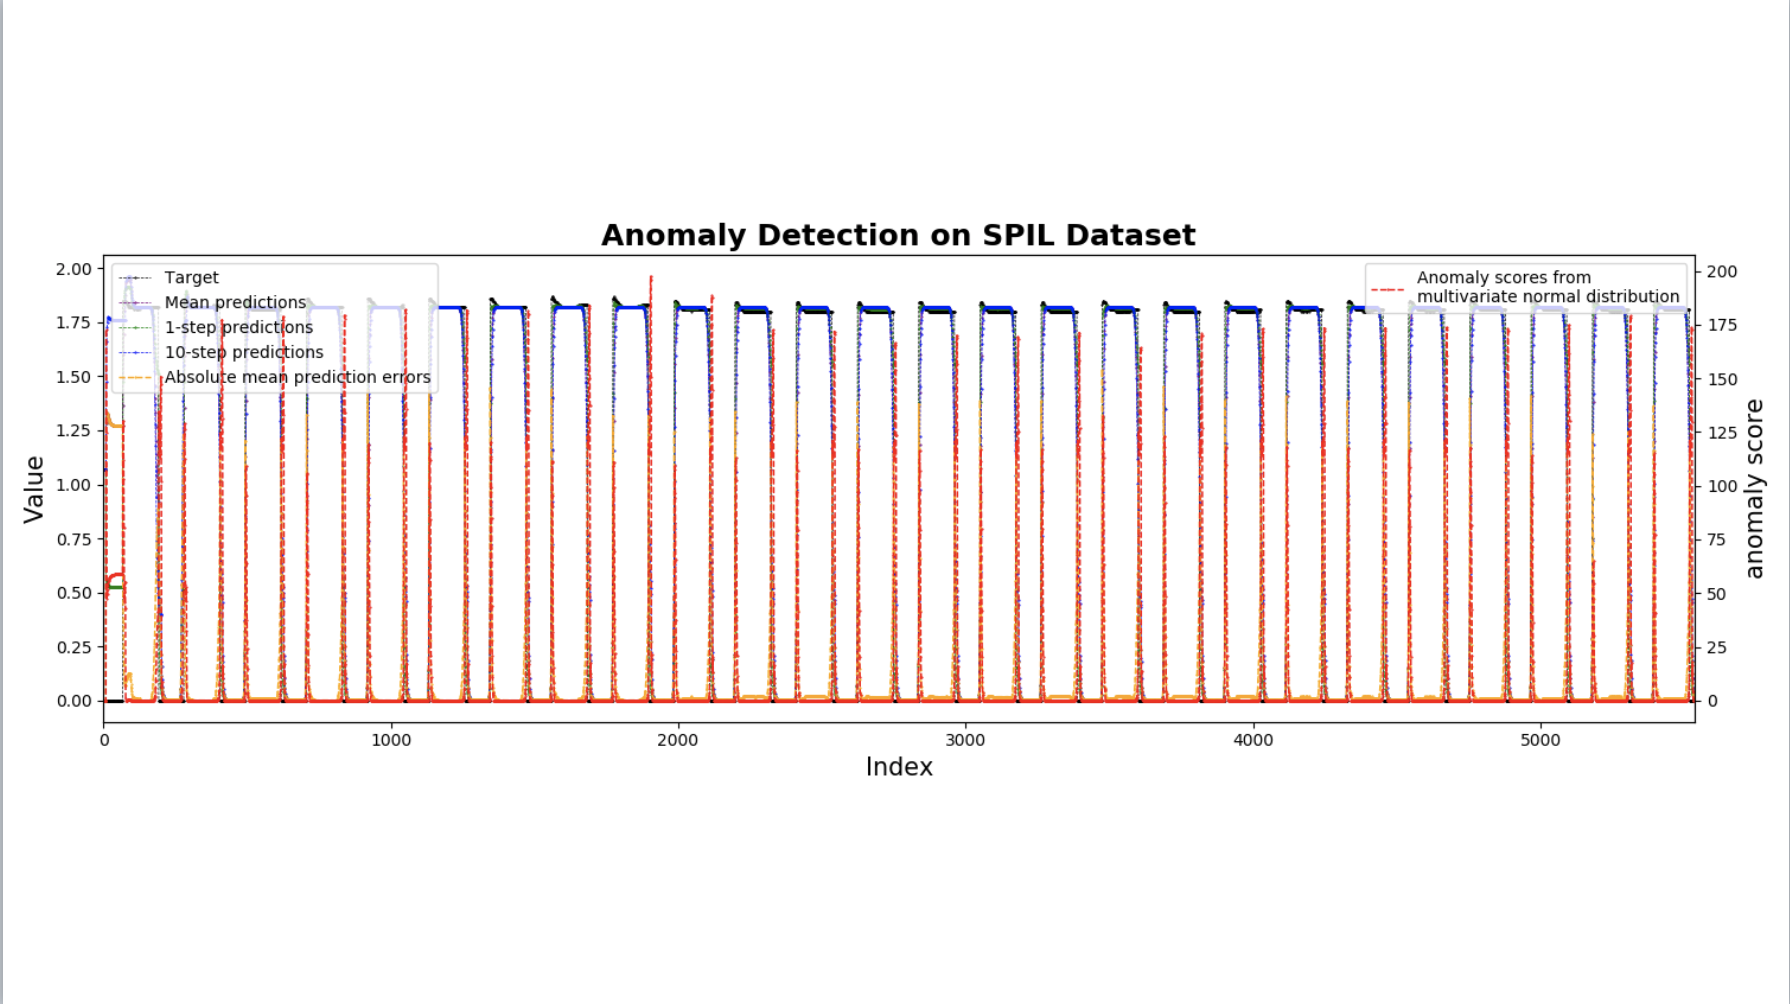 Anomaly Detection on SPIL Dataset
Target
Mean predictions
1-step predictions
10-step predictions
Absolute mean prediction errors
Anomaly scores from
multivariate normal distribution
2.00
1.75
1.50
1.25
1.00
0.75
0.50
0.25
0.00
Value
200
175
150
125
100
75
50
25
0
anomaly score
0
1000
2000
3000
4000
5000
Index